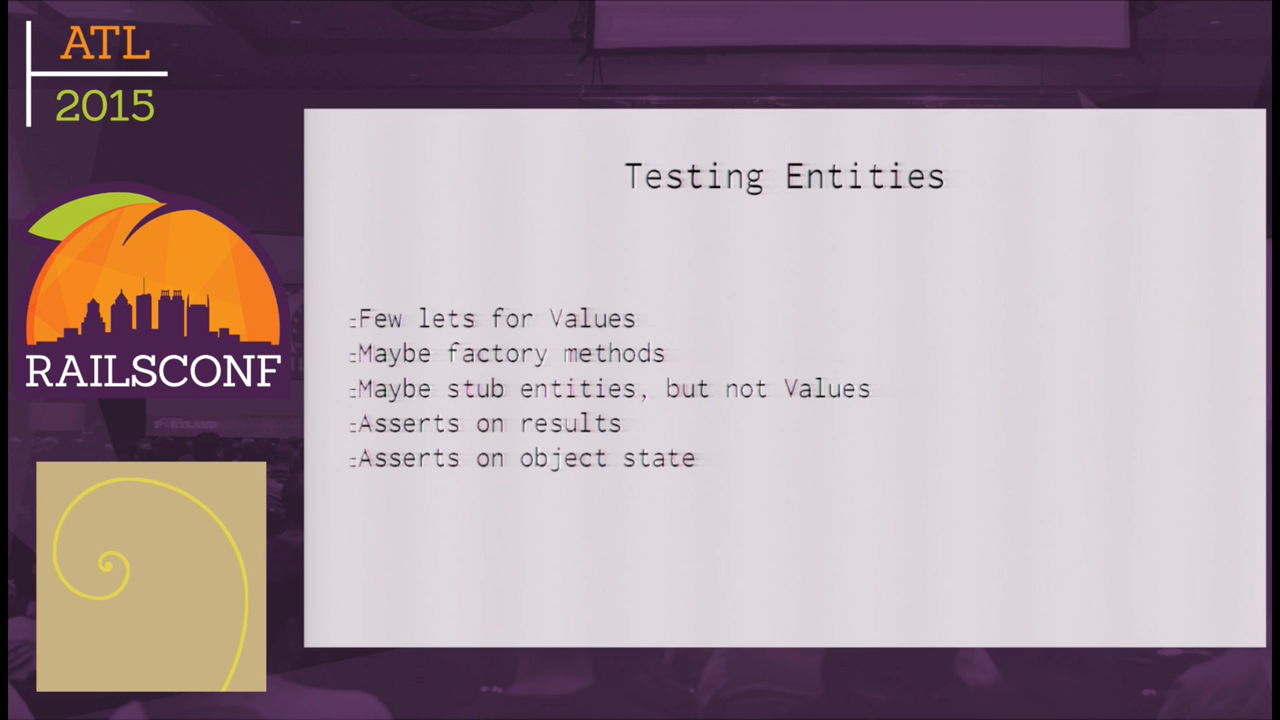 ATL
2015
RAILSCONF
Testing Entities
Few lets for Values
Maybe factory methods
Maybe stub entities, but not Values
Asserts on results
Asserts on object state
PORTLAND